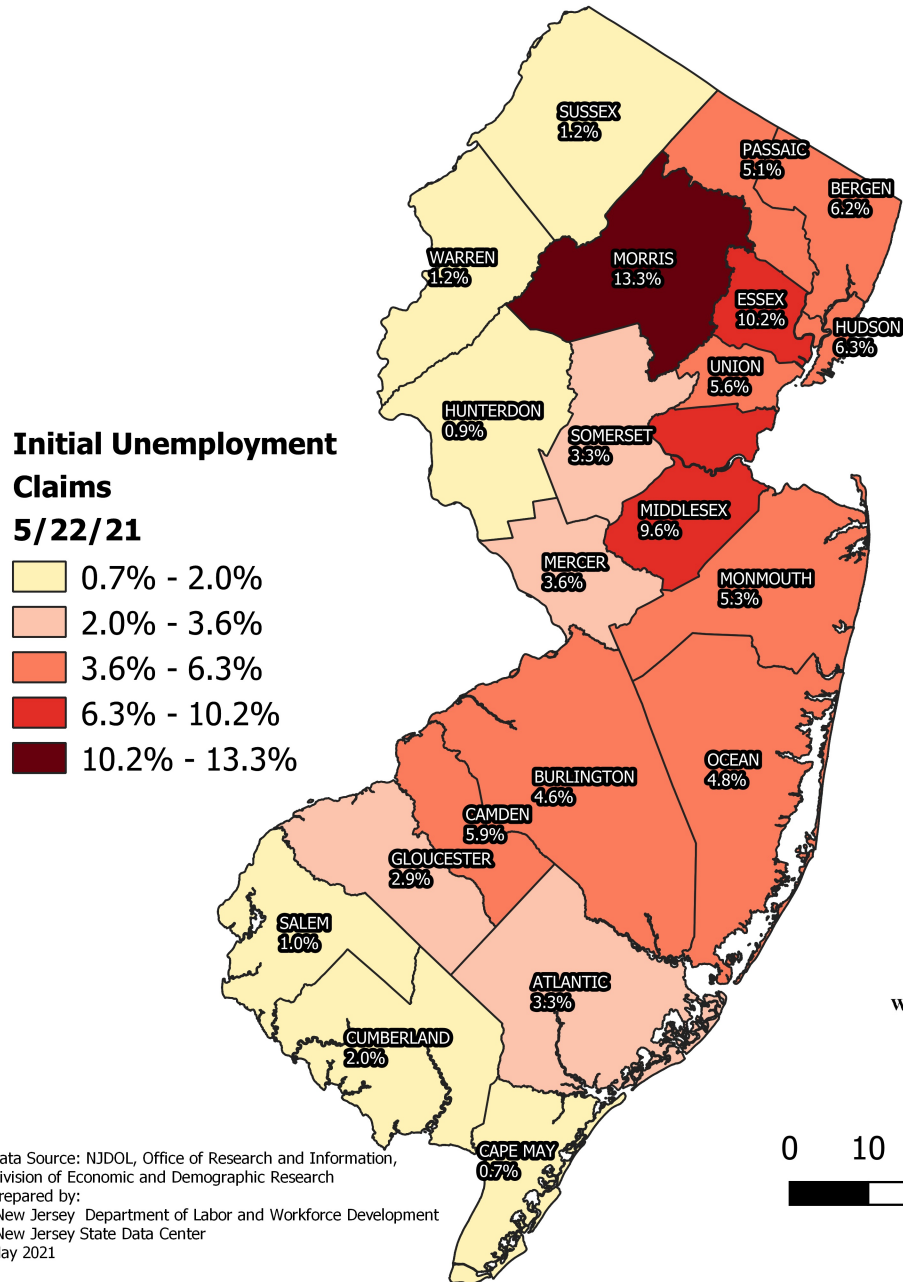 SUSSEX
1.2%
PASSAIC
5.1%
BERGEN
6.2%
WARREN
1.2%
MORRIS
13.3%
ESSEX
10.2%
HUDSON
6.3%
UNION
5.6%
HUNTERDON
0.9%
SOMERSET
3.3%
Initial Unemployment
Claims
5/22/21
0.7% - 2.0%
2.0% - 3.6%
3.6% - 6.3%
6.3% - 10.2%
10.2% - 13.3%
MIDDLESEX
9.6%
MERCER
3.6%
MONMOUTH
5.3%
OCEAN
4.8%
BURLINGTON
4.6%
CAMDEN
5.9%
GLOUCESTER
2.9%
SALEM
1.0%
ATLANTIC
3.3%
W
CUMBERLAND
2.0%
CAPE MAY
0.7%
0 10
ata Source: NJDOL, Office of Research and Information,
ivision of Economic and Demographic Research
repared by:
New Jersey Department of Labor and Workforce Development
New Jersey State Data Center
ay 2021